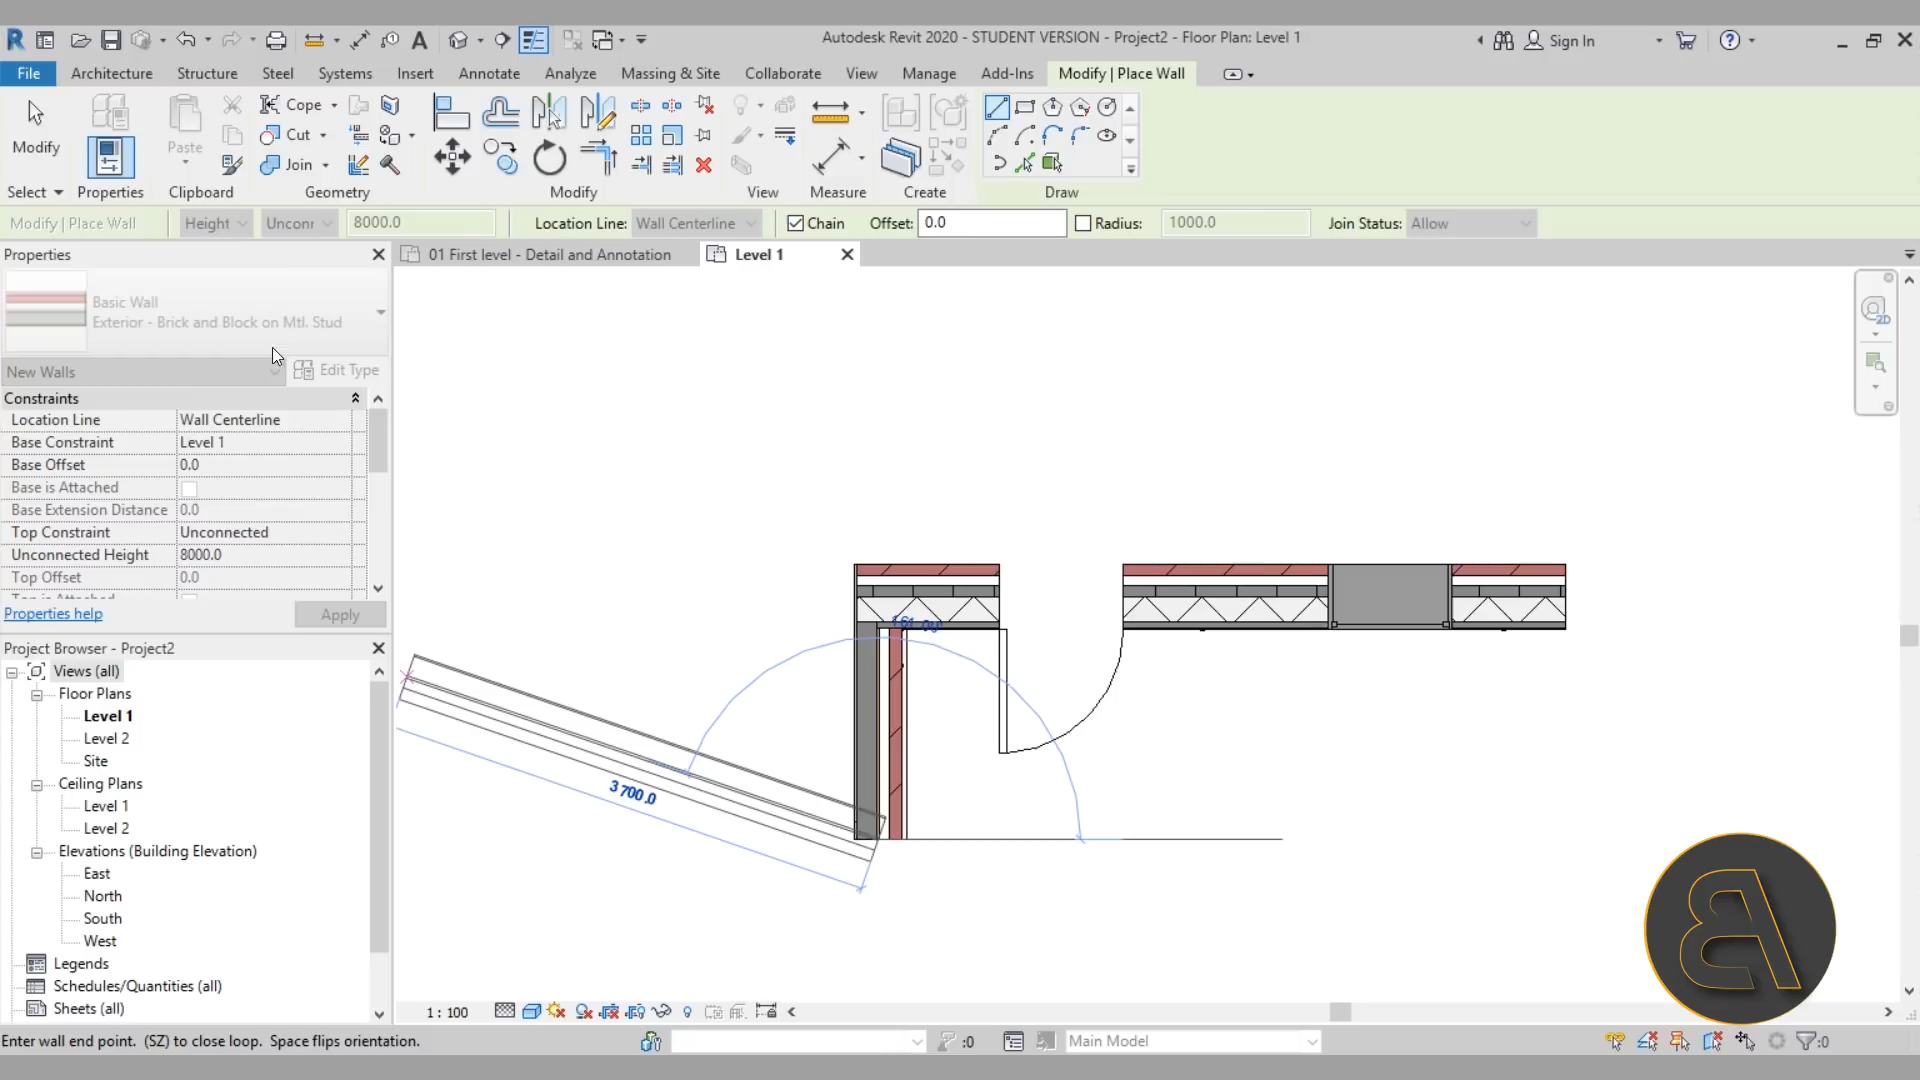 Autodesk Revit 2020 - STUDENT VERSION - Project2 - Floor Plan: Level 1
Sign In
File
Architecture
Structure
Steel
Systems
Insert
Annotate
Analyze
Massing & Site
Collaborate
View
Manage
Add-Ins
Modify | Place Wall
Modify
Paste
Cope
Cut
Join
Select
Properties
Clipboard
Geometry
Modify
View
Measure
Create
Draw
Modify | Place Wall
Height
Unconr
8000.0
Location Line:
Wall Centerline
Chain
Offset:
0.0
Radius:
1000.0
Join Status:
Allow
Properties
01 First level - Detail and Annotation
Level 1
Basic Wall
Exterior - Brick and Block on Mtl. Stud
New Walls
Edit Type
Constraints
Location Line Wall Centerline
Base Constraint Level 1
Base Offset 0.0
Base is Attached
Base Extension Distance 0.0
Top Constraint Unconnected
Unconnected Height 8000.0
Top Offset 0.0
Properties help
Apply
Project Browser - Project2
Views (all)
Floor Plans
Level 1
Level 2
Site
Ceiling Plans
Level 1
Level 2
Elevations (Building Elevation)
East
North
South
West
Legends
Schedules/Quantities (all)
Sheets (all)
3700.0
2D
1 : 100
Enter wall end point. (SZ) to close loop. Space flips orientation.
:0
Main Model
:0